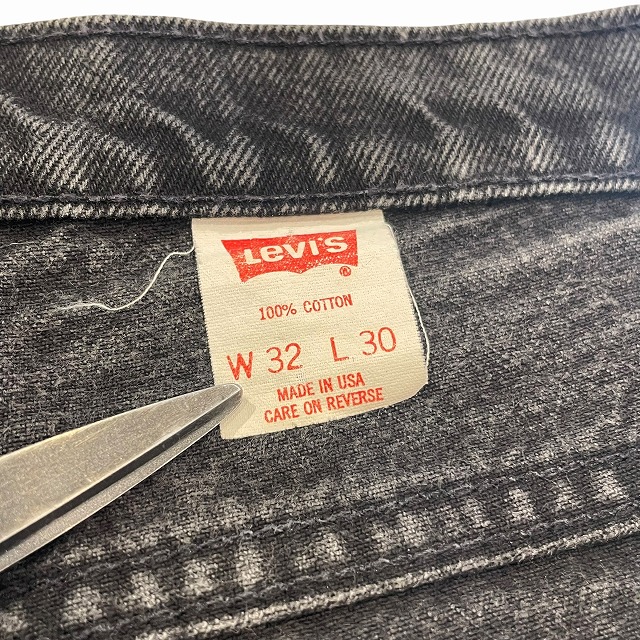 Levi's
®
100% COTTON
W 32 L 30
MADE IN USA
CARE ON REVERSE